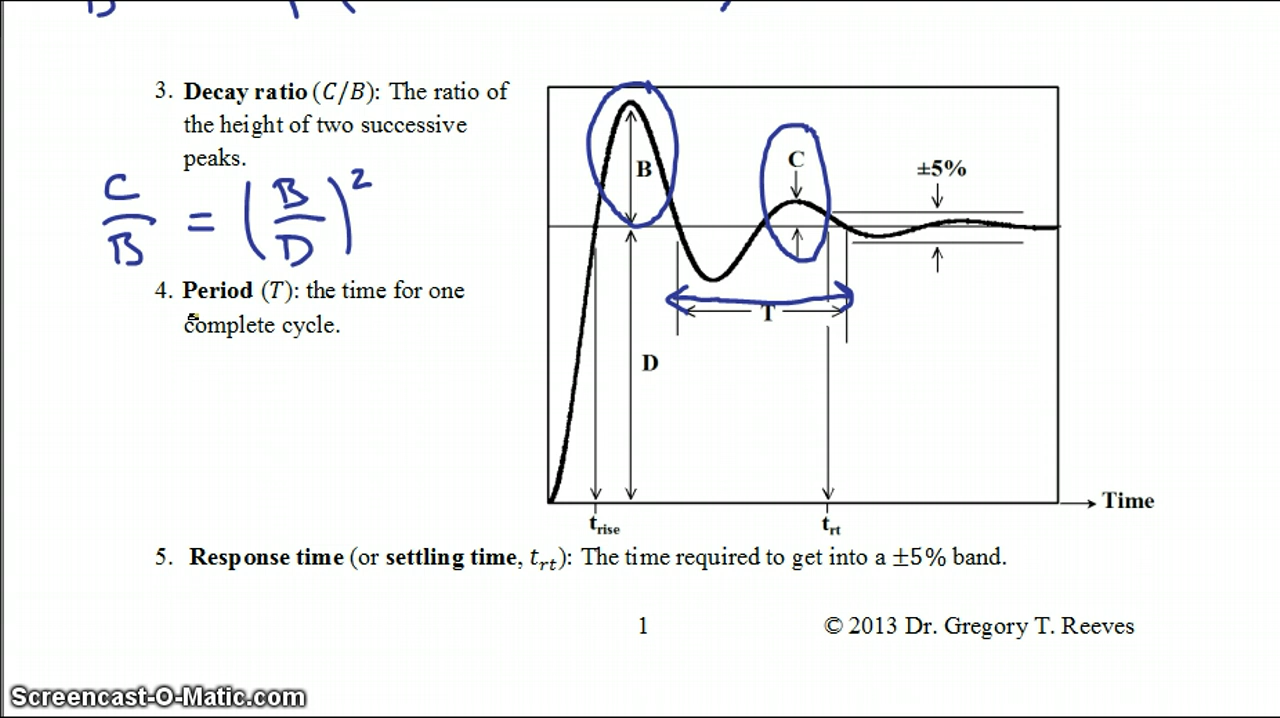 3. Decay ratio (C/B): The ratio of
the height of two successive
peaks.
C/B = (B/D)²
4. Period (T): the time for one
complete cycle.
B
C
±5%
T
D
Time
t_rise
t_rt
5. Response time (or settling time, t_rt): The time required to get into a ±5% band.
1
© 2013 Dr. Gregory T. Reeves
Screencast-O-Matic.com